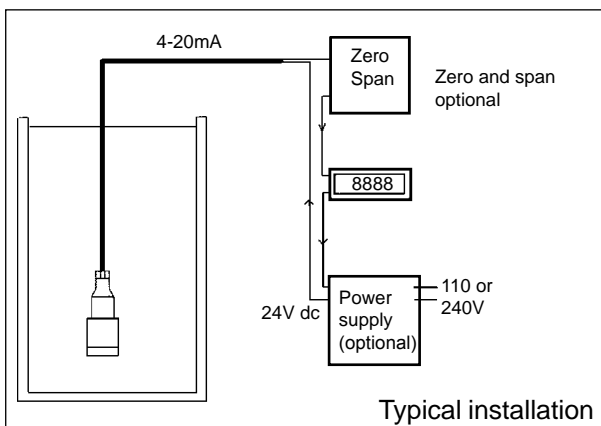 4-20mA
Zero
Span
Zero and span
optional
8888
24V dc
Power
supply
(optional)
110 or
240V
Typical installation